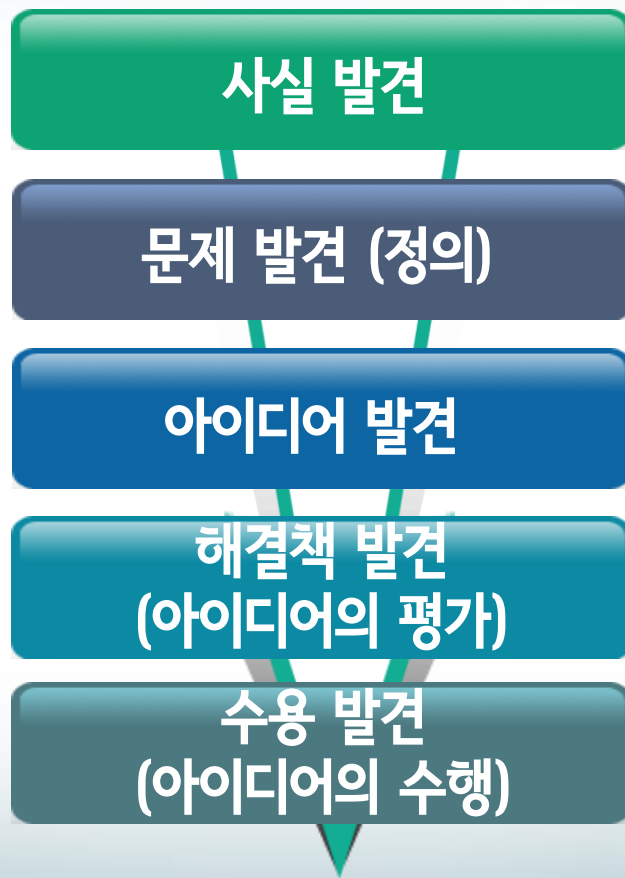 사실 발견
문제 발견 (정의)
아이디어 발견
해결책 발견
(아이디어의 평가)
수용 발견
(아이디어의 수행)